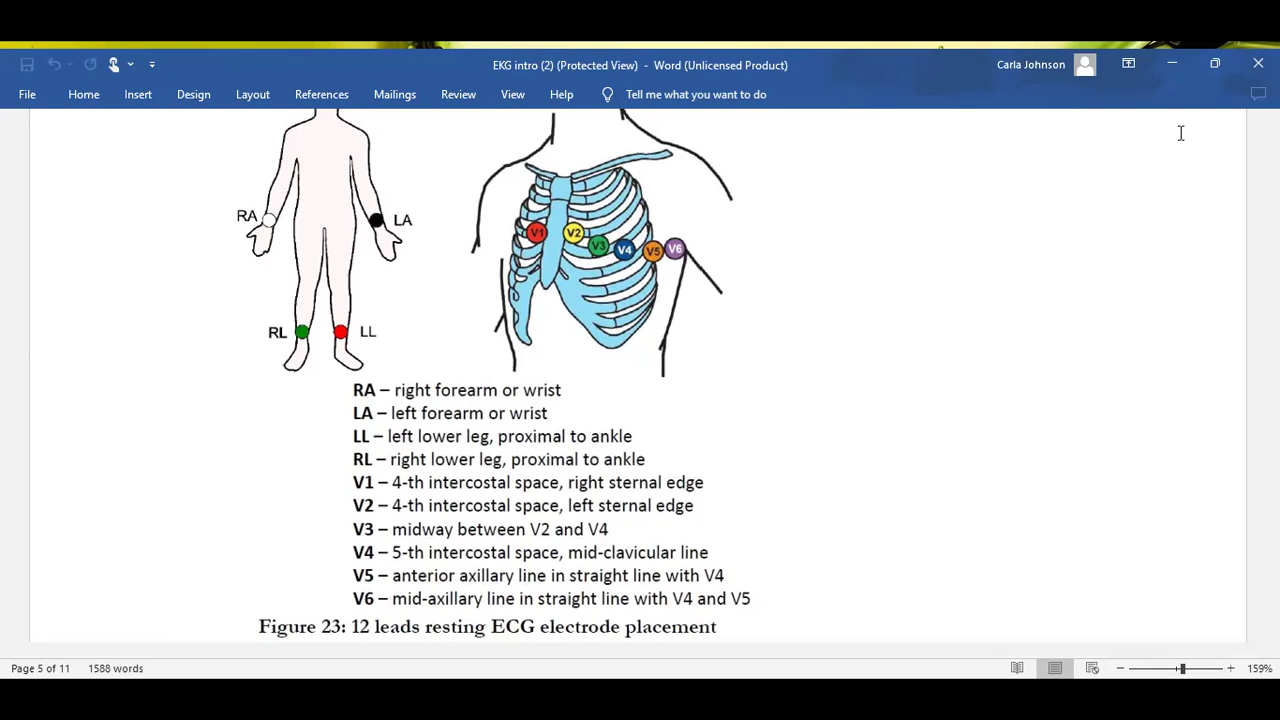 EKG intro (2) (Protected View) - Word (Unlicensed Product)
Carla Johnson
File Home Insert Design Layout References Mailings Review View Help Tell me what you want to do
RA
LA
V1 V2 V3 V4 V5 V6
RL
LL
RA – right forearm or wrist
LA – left forearm or wrist
LL – left lower leg, proximal to ankle
RL – right lower leg, proximal to ankle
V1 – 4-th intercostal space, right sternal edge
V2 – 4-th intercostal space, left sternal edge
V3 – midway between V2 and V4
V4 – 5-th intercostal space, mid-clavicular line
V5 – anterior axillary line in straight line with V4
V6 – mid-axillary line in straight line with V4 and V5
Figure 23: 12 leads resting ECG electrode placement
Page 5 of 11 1588 words 159%